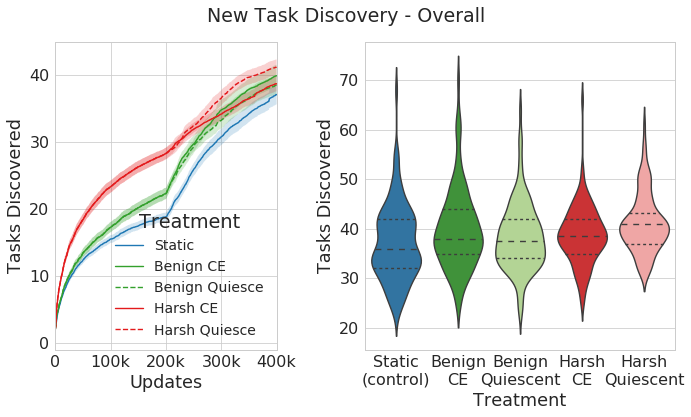 New Task Discovery - Overall
Tasks Discovered
40
30
20
10
0
Treatment
Static
Benign CE
Benign Quiesce
Harsh CE
Harsh Quiesce
0 100k 200k 300k 400k
Updates
Tasks Discovered
70
60
50
40
30
20
Static (control)
Benign CE
Benign Quiescent
Harsh CE
Harsh Quiescent
Treatment